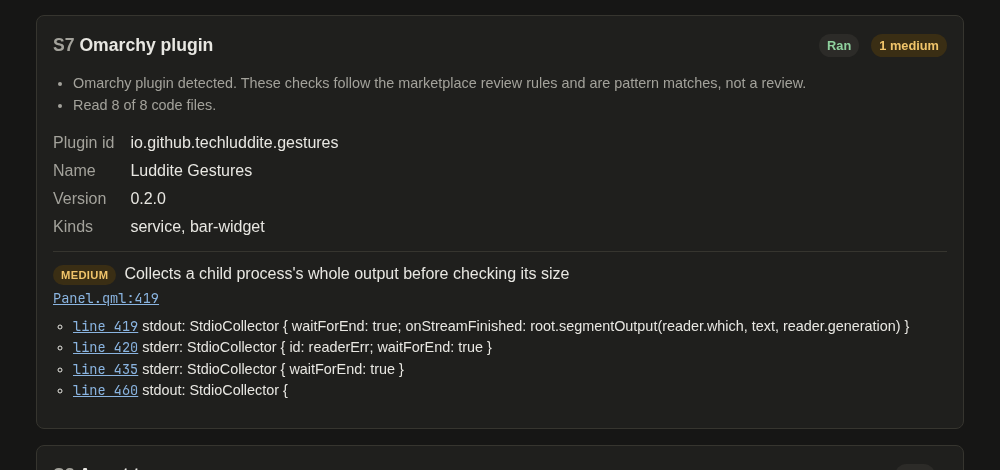 S7 Omarchy plugin
Ran
1 medium
• Omarchy plugin detected. These checks follow the marketplace review rules and are pattern matches, not a review.
• Read 8 of 8 code files.
Plugin id io.github.techluddite.gestures
Name Luddite Gestures
Version 0.2.0
Kinds service, bar-widget
MEDIUM Collects a child process's whole output before checking its size
Panel.qml:419
◦ line 419 stdout: StdioCollector { waitForEnd: true; onStreamFinished: root.segmentOutput(reader.which, text, reader.generation) }
◦ line 420 stderr: StdioCollector { id: readerErr; waitForEnd: true }
◦ line 435 stderr: StdioCollector { waitForEnd: true }
◦ line 460 stdout: StdioCollector {